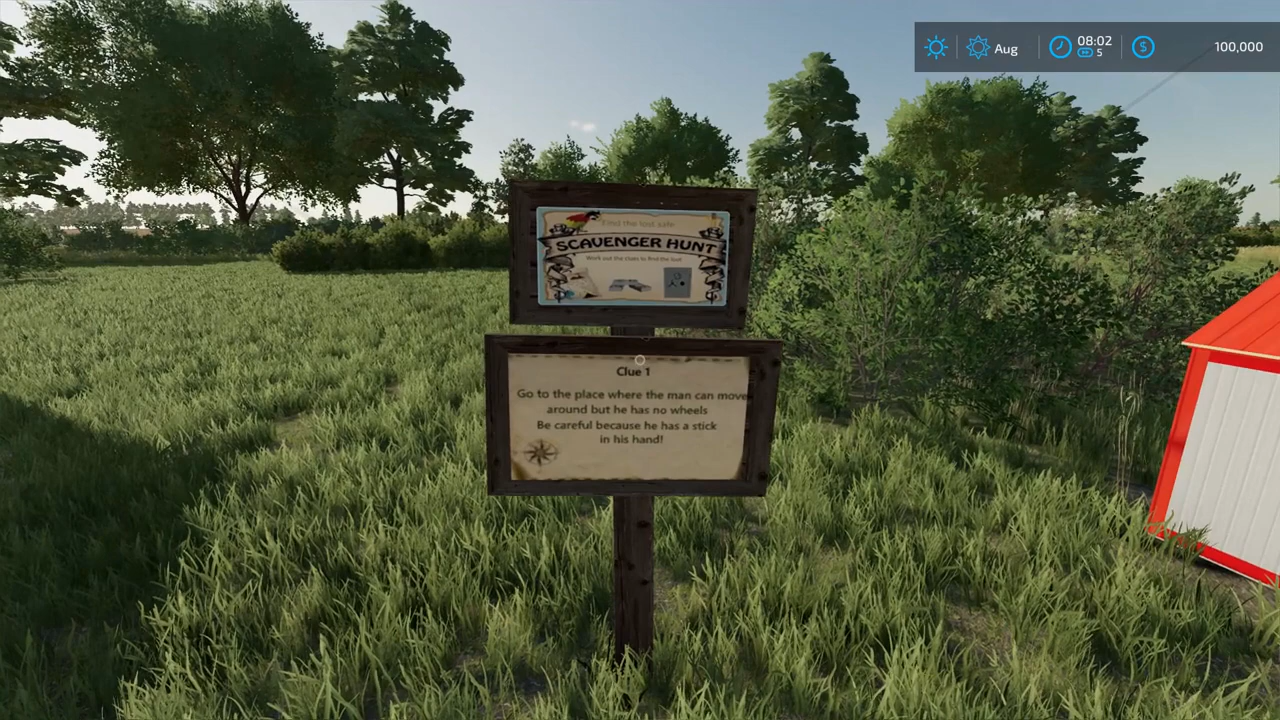 Aug
08:02
5
100,000
Find the lost safe
SCAVENGER HUNT
Work out the clues to find the loot
Clue 1
Go to the place where the man can move
around but he has no wheels
Be careful because he has a stick
in his hand!